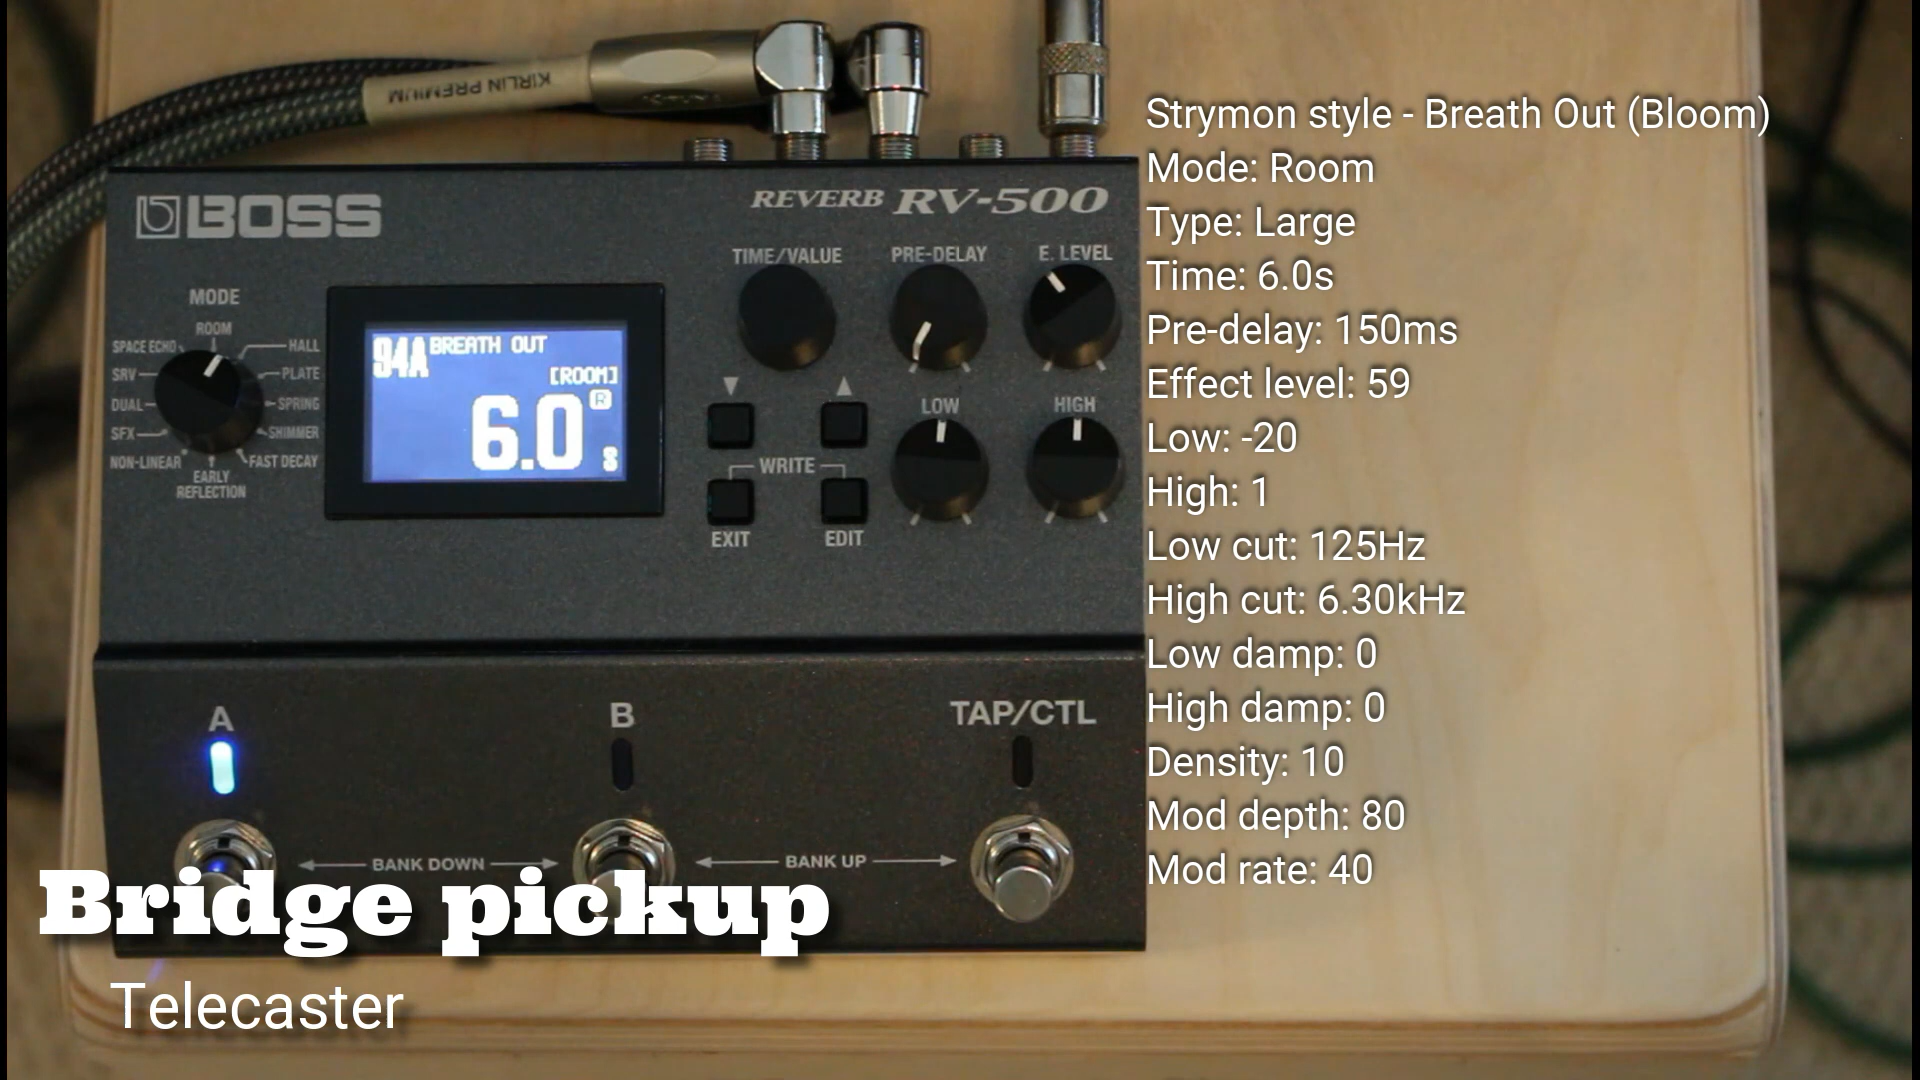 KIRLIN PREMIUM
BOSS
REVERB RV-500
TIME/VALUE PRE-DELAY E. LEVEL
MODE
ROOM
SPACE ECHO HALL
SRV PLATE
DUAL SPRING
SFX SHIMMER
NON-LINEAR FAST DECAY
EARLY
REFLECTION
94A BREATH OUT
[ROOM]
6.0 R
s
▼ ▲
LOW HIGH
WRITE
EXIT EDIT
A B TAP/CTL
BANK DOWN BANK UP
Strymon style - Breath Out (Bloom)
Mode: Room
Type: Large
Time: 6.0s
Pre-delay: 150ms
Effect level: 59
Low: -20
High: 1
Low cut: 125Hz
High cut: 6.30kHz
Low damp: 0
High damp: 0
Density: 10
Mod depth: 80
Mod rate: 40
Bridge pickup
Telecaster